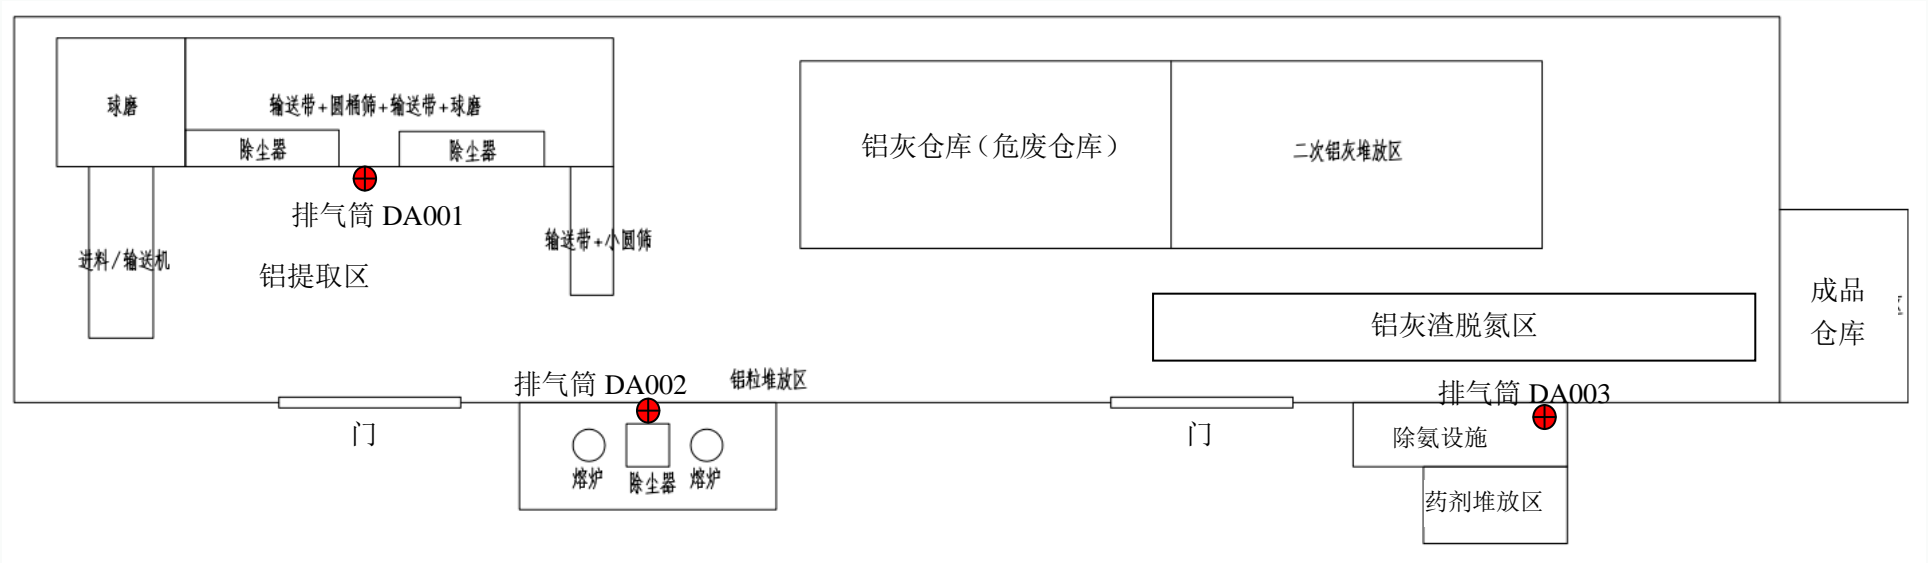 球磨
输送带+圆桶筛+输送带+球磨
除尘器
除尘器
铝灰仓库（危废仓库）
二次铝灰堆放区
排气筒 DA001
进料/输送机
铝提取区
输送带+小圆筛
成品
仓库
铝灰渣脱氮区
排气筒 DA002
铝粒堆放区
排气筒 DA003
门
门
除氨设施
熔炉
除尘器
熔炉
药剂堆放区